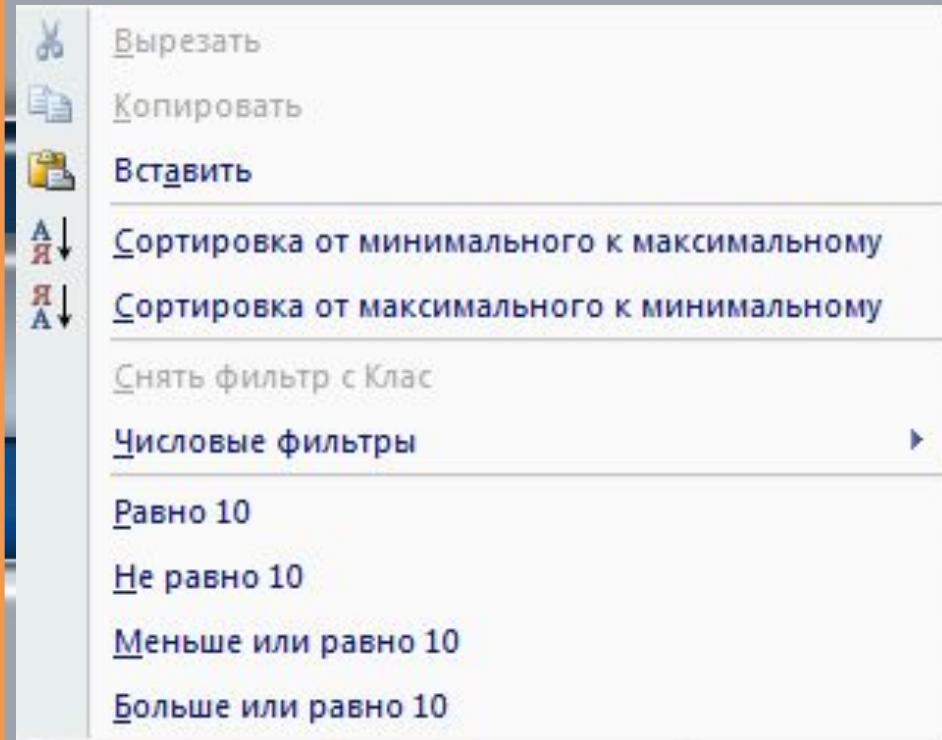 Вырезать
Копировать
Вставить
Сортировка от минимального к максимальному
Сортировка от максимального к минимальному
Снять фильтр с Клас
Числовые фильтры
Равно 10
Не равно 10
Меньше или равно 10
Больше или равно 10